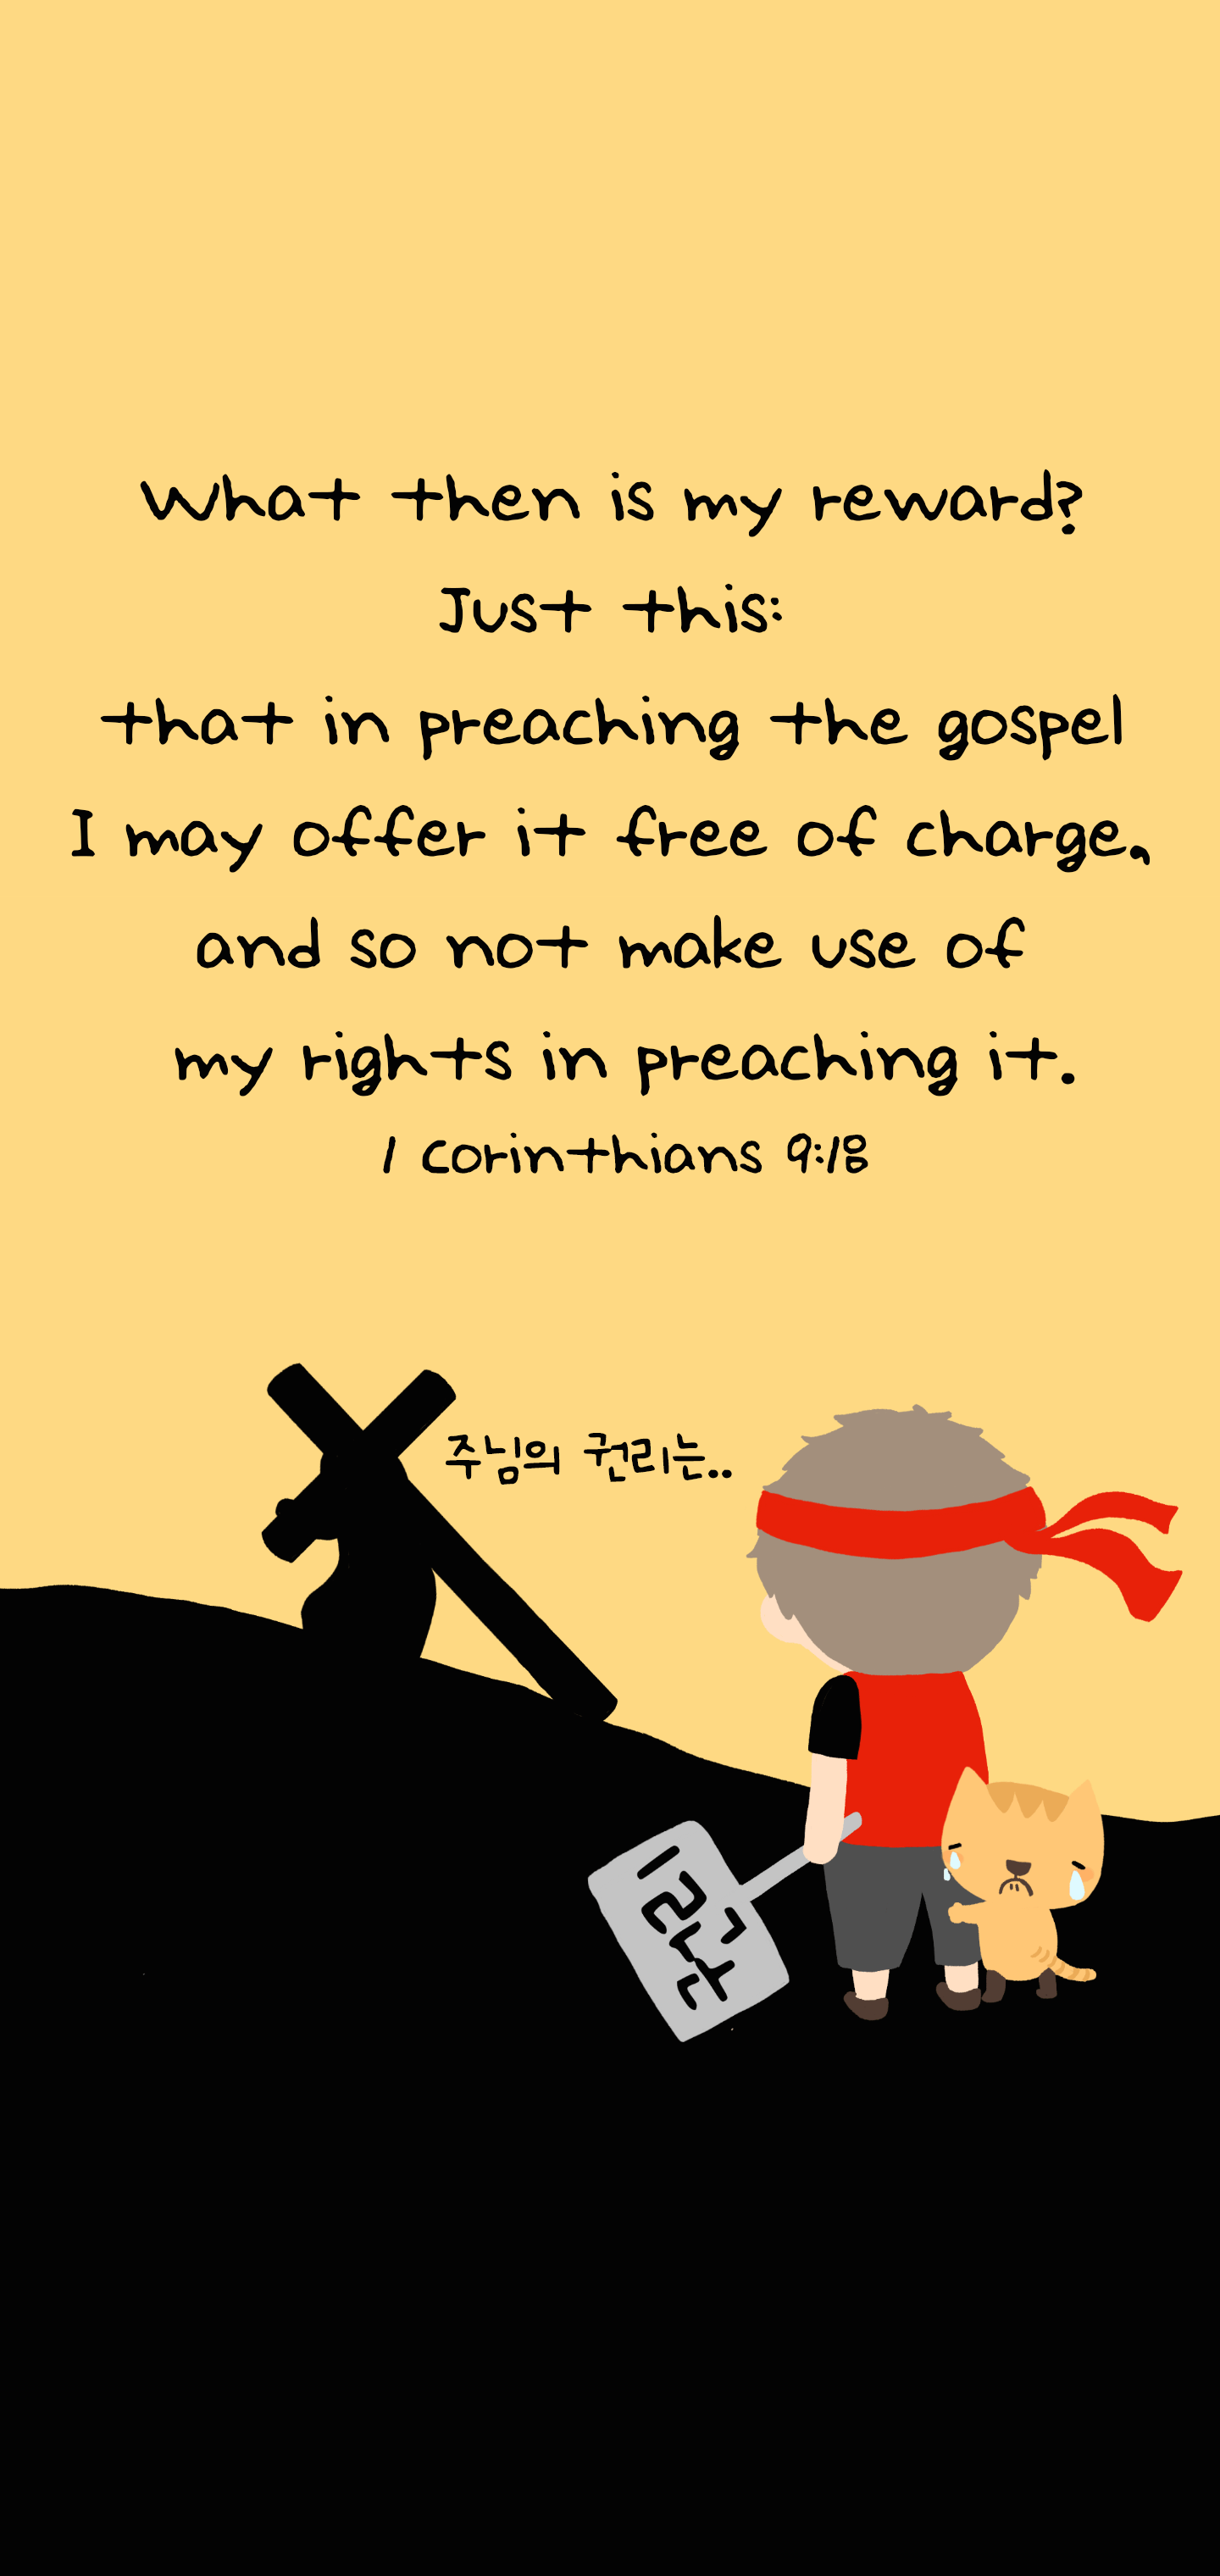 What then is my reward?
Just this:
that in preaching the gospel
I may offer it free of charge,
and so not make use of
my rights in preaching it.
1 Corinthians 9:18
주님의 권리는..
권리